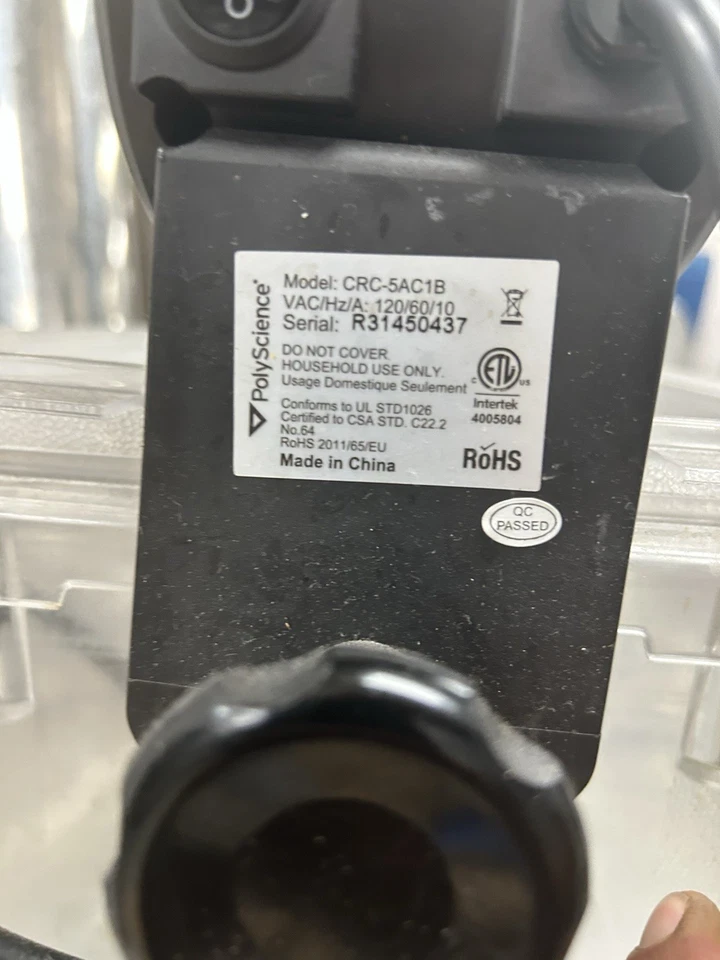 PolyScience
Model: CRC-5AC1B
VAC/Hz/A: 120/60/10
Serial: R31450437
DO NOT COVER.
HOUSEHOLD USE ONLY.
Usage Domestique Seulement
Conforms to UL STD1026
Certified to CSA STD. C22.2
No.64
RoHS 2011/65/EU
Made in China
c ETL us
Intertek
4005804
RoHS
QC
PASSED